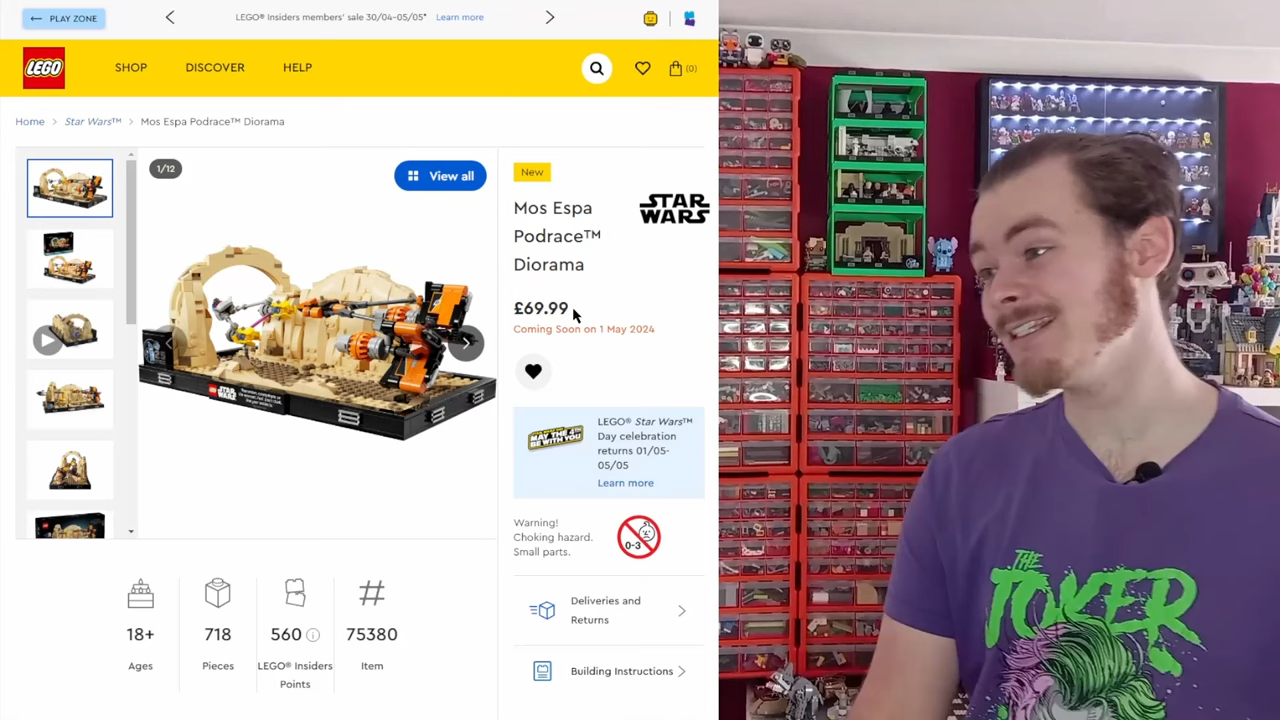 ← PLAY ZONE
LEGO® Insiders members' sale 30/04-05/05* Learn more
LEGO
SHOP
DISCOVER
HELP
(0)
Home > Star Wars™ > Mos Espa Podrace™ Diorama
1/12
View all
New
Mos Espa
Podrace™
Diorama
STAR
WARS
£69.99
Coming Soon on 1 May 2024
MAY THE 4TH
BE WITH YOU
LEGO® Star Wars™
Day celebration
returns 01/05-
05/05
Learn more
Warning!
Choking hazard.
Small parts.
0-3
Deliveries and
Returns
Building Instructions
18+
Ages
718
Pieces
560
LEGO® Insiders
Points
#
75380
Item
STAR
WARS
THE
JOKER